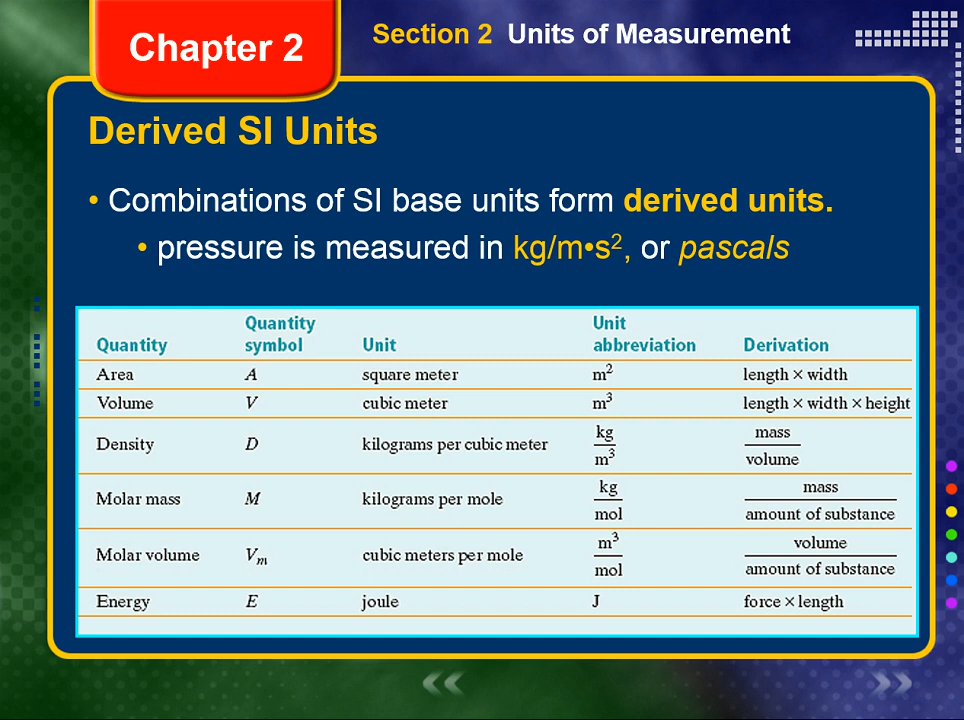 Chapter 2
Section 2 Units of Measurement
Derived SI Units
• Combinations of SI base units form derived units.
• pressure is measured in kg/m•s², or pascals
Quantity Quantity symbol Unit Unit abbreviation Derivation
Area A square meter m² length × width
Volume V cubic meter m³ length × width × height
Density D kilograms per cubic meter kg/m³ mass/volume
Molar mass M kilograms per mole kg/mol mass/amount of substance
Molar volume Vm cubic meters per mole m³/mol volume/amount of substance
Energy E joule J force × length